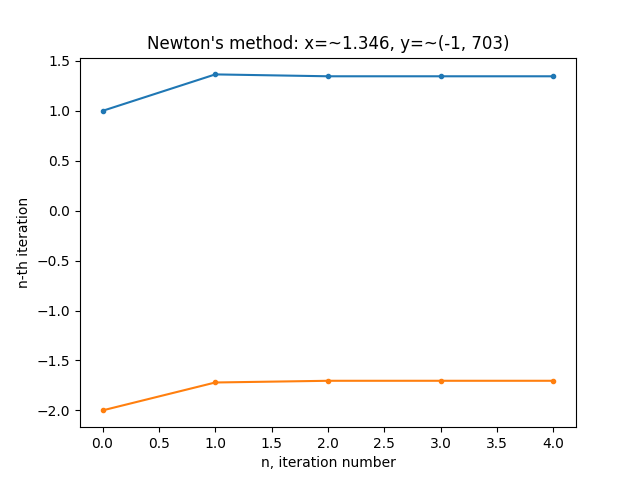 Newton's method: x=~1.346, y=~(-1, 703)
1.5
1.0
0.5
0.0
−0.5
−1.0
−1.5
−2.0
n-th iteration
0.0 0.5 1.0 1.5 2.0 2.5 3.0 3.5 4.0
n, iteration number